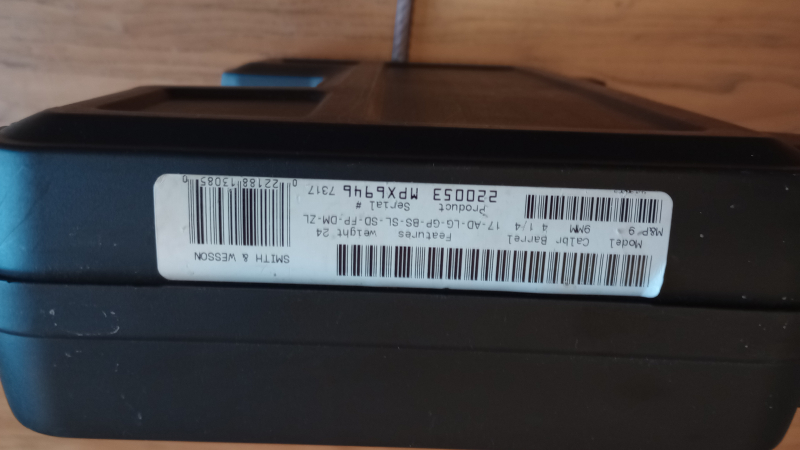 SMITH & WESSON
Model Calbr Barrel Features weight 24
M&P 9 9MM 4 1/4 17-AD-LG-GP-BS-SL-SD-FP-DM-ZL
Product Serial #
220053 MPX6946 7317
0 22188 13085 0